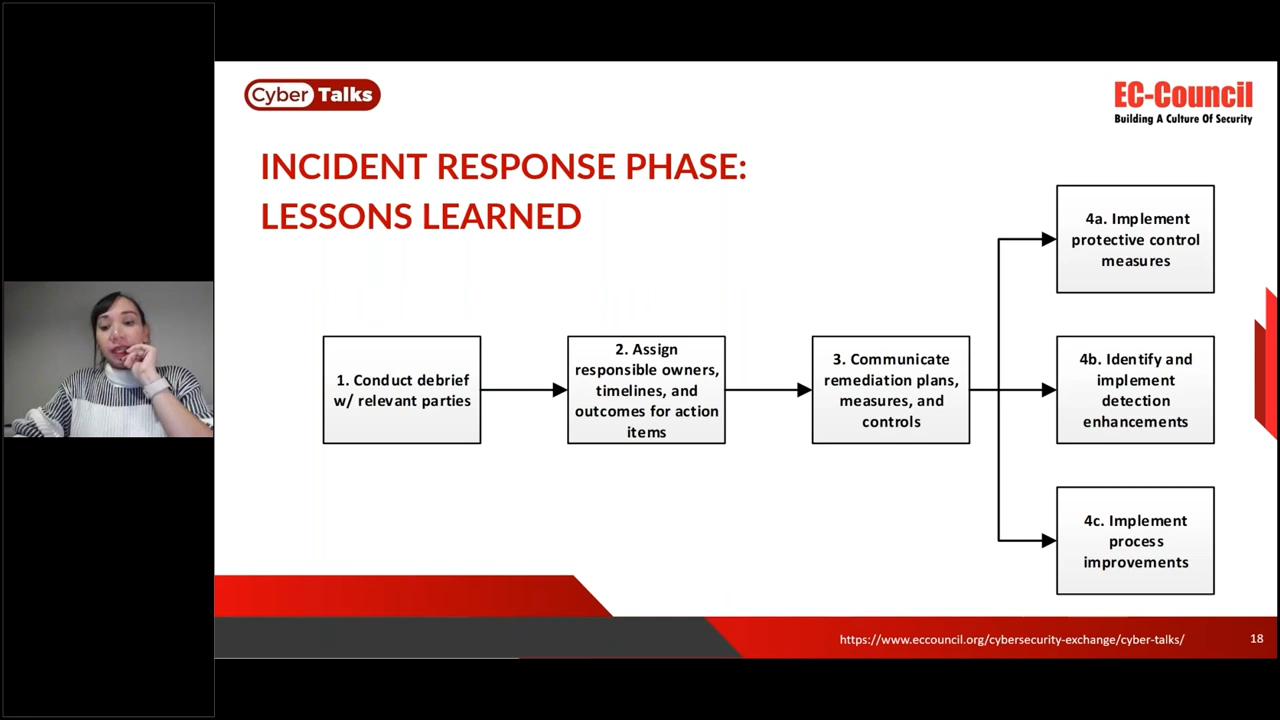 Cyber Talks
EC-Council
Building A Culture Of Security
INCIDENT RESPONSE PHASE:
LESSONS LEARNED
1. Conduct debrief
w/ relevant parties
2. Assign
responsible owners,
timelines, and
outcomes for action
items
3. Communicate
remediation plans,
measures, and
controls
4a. Implement
protective control
measures
4b. Identify and
implement
detection
enhancements
4c. Implement
process
improvements
https://www.eccouncil.org/cybersecurity-exchange/cyber-talks/
18